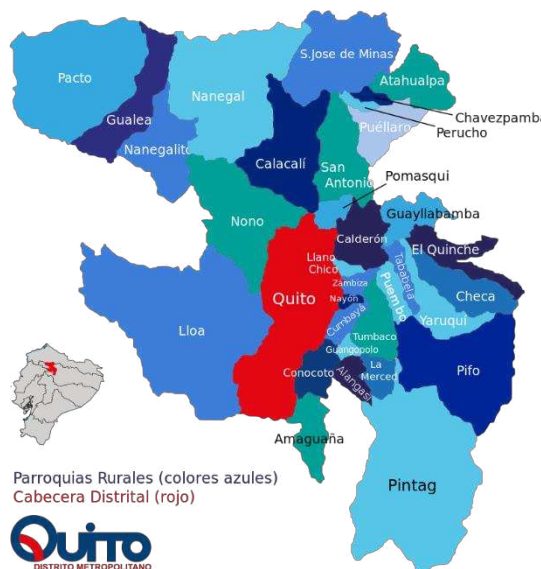 S.Jose de Minas
Pacto
Atahualpa
Nanegal
Chavezpamba
Gualea
Perucho
Puéllaro
Nanegalito
Calacalí
San
Antonio
Pomasqui
Nono
Guayllabamba
Calderón
El Quinche
Llano
Chico
Tababela
Zámbiza
Puembo
Checa
Quito
Nayón
Cumbaya
Yaruqui
Lloa
Tumbaco
Guangopolo
Conocoto
La
Merced
Alangasi
Pifo
Amaguaña
Pintag
Parroquias Rurales (colores azules)
Cabecera Distrital (rojo)
QUITO
DISTRITO METROPOLITANO